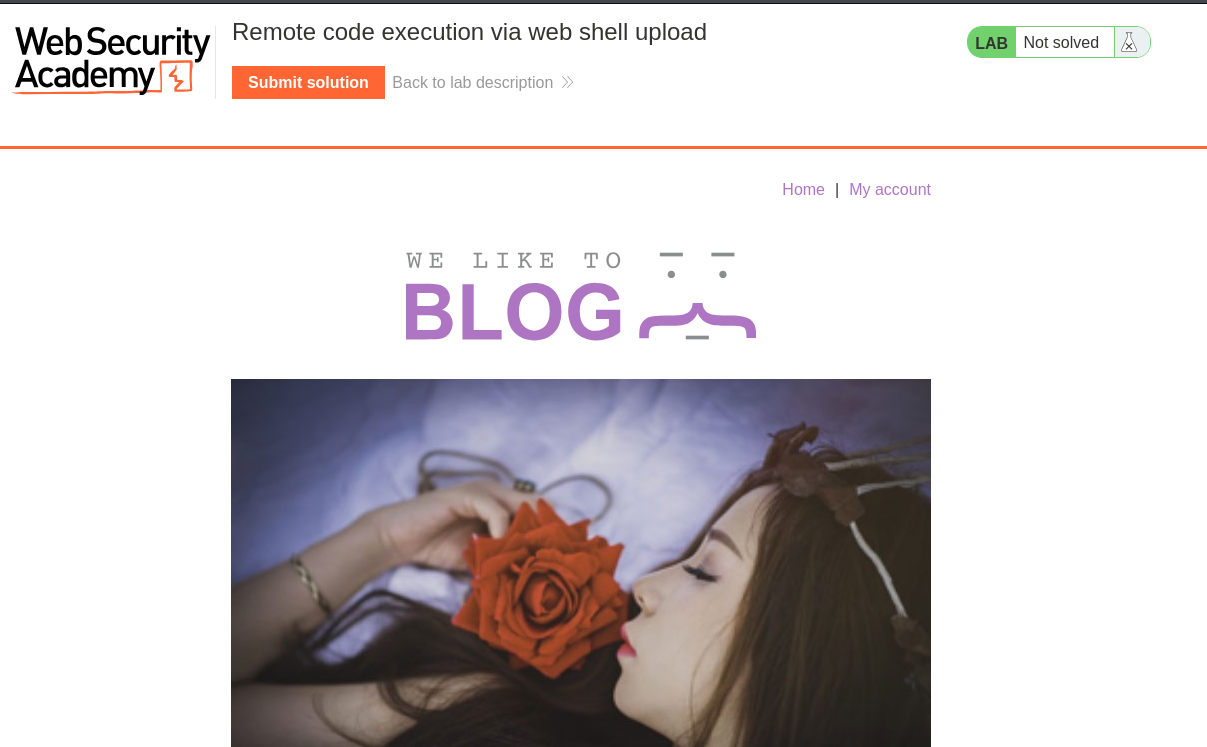 Web Security
Academy
Remote code execution via web shell upload
Submit solution
Back to lab description
LAB
Not solved
Home | My account
WE LIKE TO
BLOG